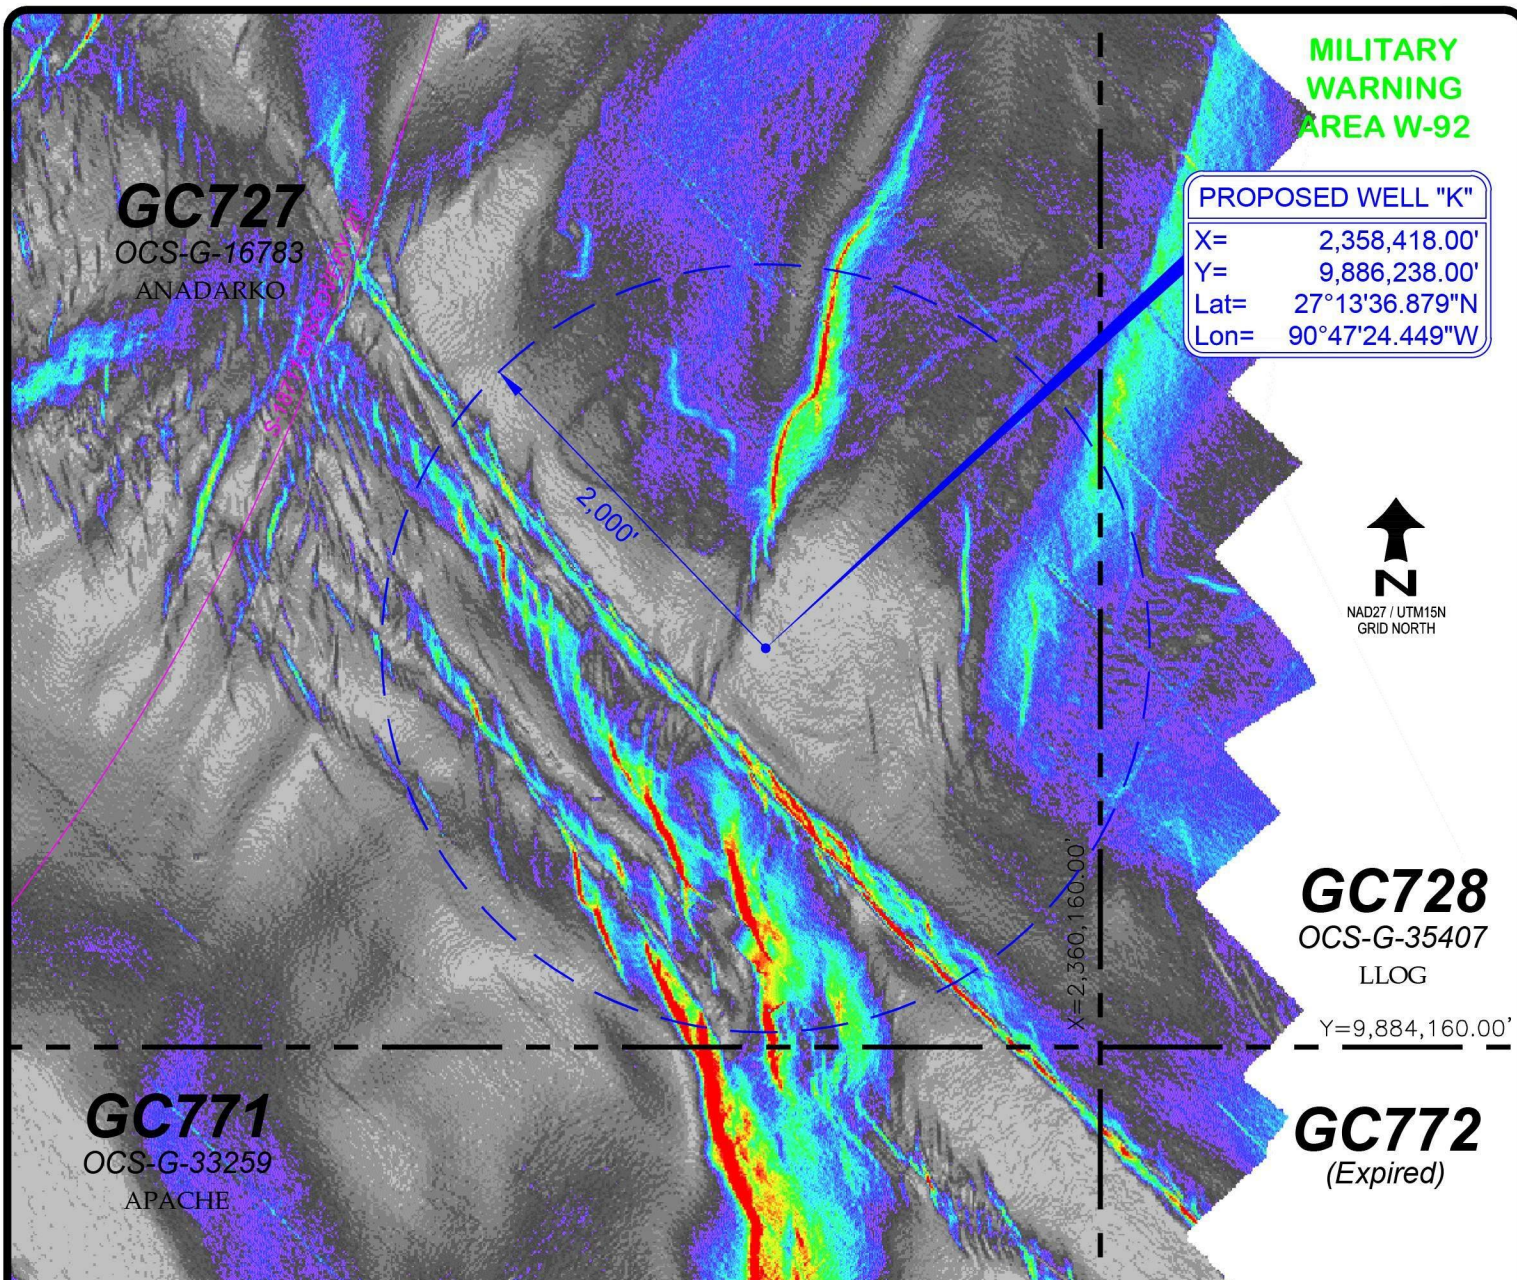 MILITARY
WARNING
AREA W-92
PROPOSED WELL "K"
X= 2,358,418.00'
Y= 9,886,238.00'
Lat= 27°13'36.879"N
Lon= 90°47'24.449"W
GC727
OCS-G-16783
ANADARKO
2,000'
N
NAD27 / UTM15N
GRID NORTH
X=2,360,160.00'
GC728
OCS-G-35407
LLOG
Y=9,884,160.00'
GC771
OCS-G-33259
APACHE
GC772
(Expired)